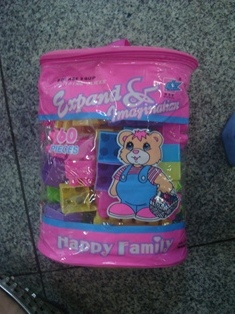 Expand &
Imagination
60
PIECES
Happy Family